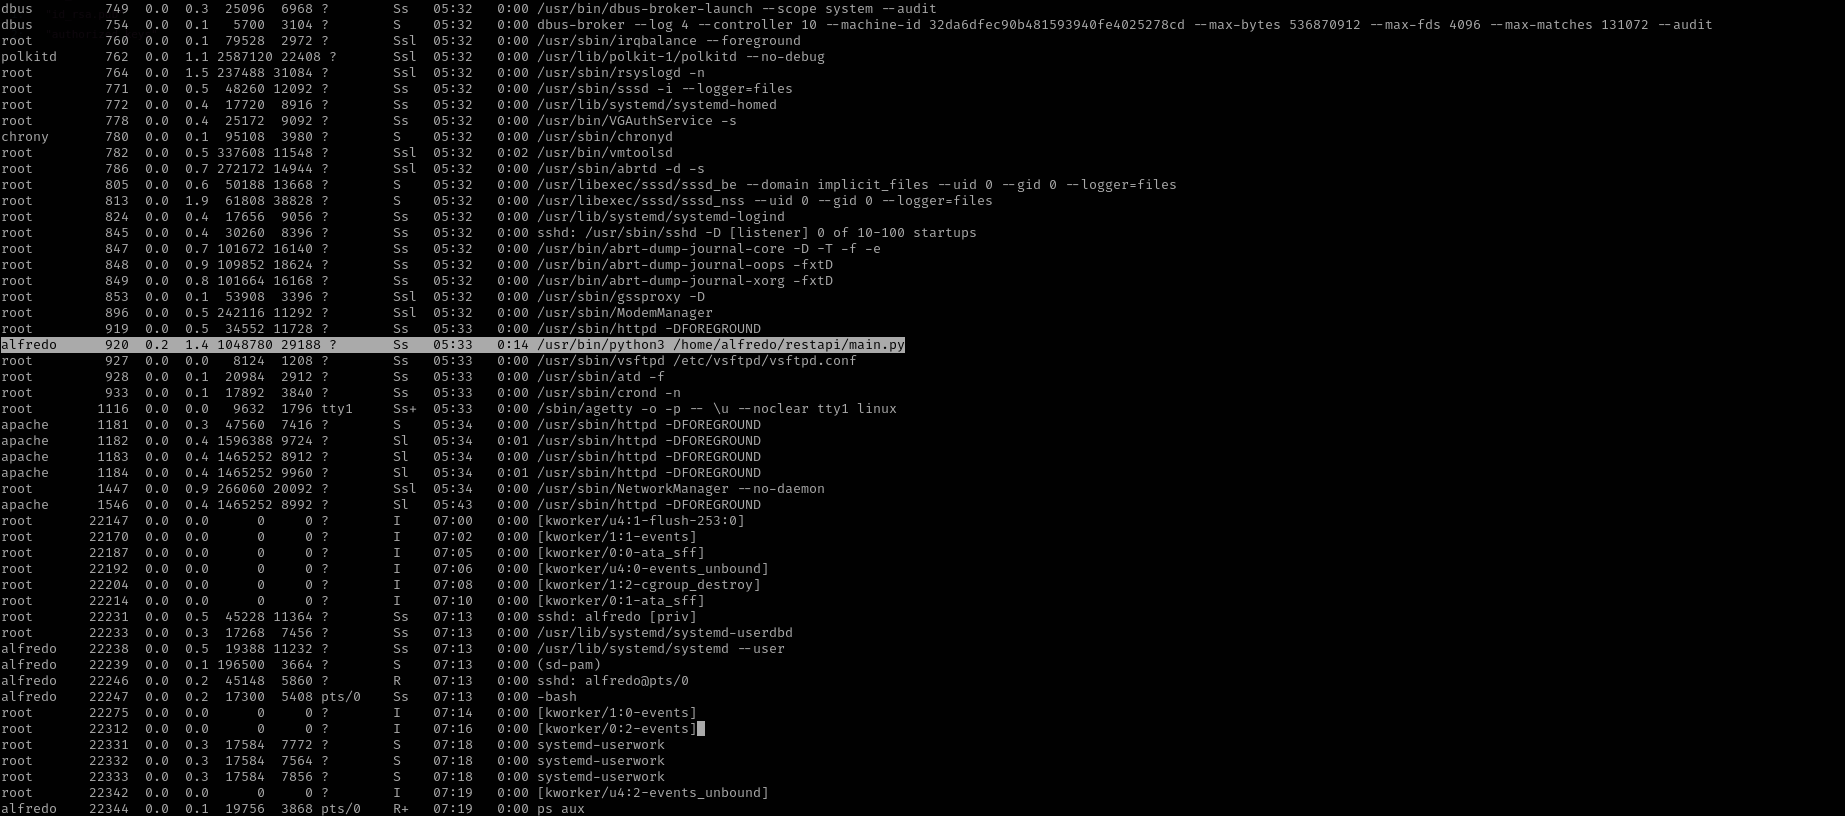 dbus 749 0.0 0.3 25096 6968 ? Ss 05:32 0:00 /usr/bin/dbus-broker-launch --scope system --audit
dbus 754 0.0 0.1 5700 3104 ? S 05:32 0:00 dbus-broker --log 4 --controller 10 --machine-id 32da6dfec90b481593940fe4025278cd --max-bytes 536870912 --max-fds 4096 --max-matches 131072 --audit
root 760 0.0 0.1 79528 2972 ? Ssl 05:32 0:00 /usr/sbin/irqbalance --foreground
polkitd 762 0.0 1.1 2587120 22408 ? Ssl 05:32 0:00 /usr/lib/polkit-1/polkitd --no-debug
root 764 0.0 1.5 237488 31084 ? Ssl 05:32 0:00 /usr/sbin/rsyslogd -n
root 771 0.0 0.5 48260 12092 ? Ss 05:32 0:00 /usr/sbin/sssd -i --logger=files
root 772 0.0 0.4 17720 8916 ? Ss 05:32 0:00 /usr/lib/systemd/systemd-homed
root 778 0.0 0.4 25172 9092 ? Ss 05:32 0:00 /usr/bin/VGAuthService -s
chrony 780 0.0 0.1 95108 3980 ? S 05:32 0:00 /usr/sbin/chronyd
root 782 0.0 0.5 337608 11548 ? Ssl 05:32 0:02 /usr/bin/vmtoolsd
root 786 0.0 0.7 272172 14944 ? Ssl 05:32 0:00 /usr/sbin/abrtd -d -s
root 805 0.0 0.6 50188 13668 ? S 05:32 0:00 /usr/libexec/sssd/sssd_be --domain implicit_files --uid 0 --gid 0 --logger=files
root 813 0.0 1.9 61808 38828 ? S 05:32 0:00 /usr/libexec/sssd/sssd_nss --uid 0 --gid 0 --logger=files
root 824 0.0 0.4 17656 9056 ? Ss 05:32 0:00 /usr/lib/systemd/systemd-logind
root 845 0.0 0.4 30260 8396 ? Ss 05:32 0:00 sshd: /usr/sbin/sshd -D [listener] 0 of 10-100 startups
root 847 0.0 0.7 101672 16140 ? Ss 05:32 0:00 /usr/bin/abrt-dump-journal-core -D -T -f -e
root 848 0.0 0.9 109852 18624 ? Ss 05:32 0:00 /usr/bin/abrt-dump-journal-oops -fxtD
root 849 0.0 0.8 101664 16168 ? Ss 05:32 0:00 /usr/bin/abrt-dump-journal-xorg -fxtD
root 853 0.0 0.1 53908 3396 ? Ssl 05:32 0:00 /usr/sbin/gssproxy -D
root 896 0.0 0.5 242116 11292 ? Ssl 05:32 0:00 /usr/sbin/ModemManager
root 919 0.0 0.5 34552 11728 ? Ss 05:33 0:00 /usr/sbin/httpd -DFOREGROUND
alfredo 920 0.2 1.4 1048780 29188 ? Ss 05:33 0:14 /usr/bin/python3 /home/alfredo/restapi/main.py
root 927 0.0 0.0 8124 1208 ? Ss 05:33 0:00 /usr/sbin/vsftpd /etc/vsftpd/vsftpd.conf
root 928 0.0 0.1 20984 2912 ? Ss 05:33 0:00 /usr/sbin/atd -f
root 933 0.0 0.1 17892 3840 ? Ss 05:33 0:00 /usr/sbin/crond -n
root 1116 0.0 0.0 9632 1796 tty1 Ss+ 05:33 0:00 /sbin/agetty -o -p -- \u --noclear tty1 linux
apache 1181 0.0 0.3 47560 7416 ? S 05:34 0:00 /usr/sbin/httpd -DFOREGROUND
apache 1182 0.0 0.4 1596388 9724 ? Sl 05:34 0:01 /usr/sbin/httpd -DFOREGROUND
apache 1183 0.0 0.4 1465252 8912 ? Sl 05:34 0:00 /usr/sbin/httpd -DFOREGROUND
apache 1184 0.0 0.4 1465252 9960 ? Sl 05:34 0:01 /usr/sbin/httpd -DFOREGROUND
root 1447 0.0 0.9 266060 20092 ? Ssl 05:34 0:00 /usr/sbin/NetworkManager --no-daemon
apache 1546 0.0 0.4 1465252 8992 ? Sl 05:43 0:00 /usr/sbin/httpd -DFOREGROUND
root 22147 0.0 0.0 0 0 ? I 07:00 0:00 [kworker/u4:1-flush-253:0]
root 22170 0.0 0.0 0 0 ? I 07:02 0:00 [kworker/1:1-events]
root 22187 0.0 0.0 0 0 ? I 07:05 0:00 [kworker/0:0-ata_sff]
root 22192 0.0 0.0 0 0 ? I 07:06 0:00 [kworker/u4:0-events_unbound]
root 22204 0.0 0.0 0 0 ? I 07:08 0:00 [kworker/1:2-cgroup_destroy]
root 22214 0.0 0.0 0 0 ? I 07:10 0:00 [kworker/0:1-ata_sff]
root 22231 0.0 0.5 45228 11364 ? Ss 07:13 0:00 sshd: alfredo [priv]
root 22233 0.0 0.3 17268 7456 ? Ss 07:13 0:00 /usr/lib/systemd/systemd-userdbd
alfredo 22238 0.0 0.5 19388 11232 ? Ss 07:13 0:00 /usr/lib/systemd/systemd --user
alfredo 22239 0.0 0.1 196500 3664 ? S 07:13 0:00 (sd-pam)
alfredo 22246 0.0 0.2 45148 5860 ? R 07:13 0:00 sshd: alfredo@pts/0
alfredo 22247 0.0 0.2 17300 5408 pts/0 Ss 07:13 0:00 -bash
root 22275 0.0 0.0 0 0 ? I 07:14 0:00 [kworker/1:0-events]
root 22312 0.0 0.0 0 0 ? I 07:16 0:00 [kworker/0:2-events]
root 22331 0.0 0.3 17584 7772 ? S 07:18 0:00 systemd-userwork
root 22332 0.0 0.3 17584 7564 ? S 07:18 0:00 systemd-userwork
root 22333 0.0 0.3 17584 7856 ? S 07:18 0:00 systemd-userwork
root 22342 0.0 0.0 0 0 ? I 07:19 0:00 [kworker/u4:2-events_unbound]
alfredo 22344 0.0 0.1 19756 3868 pts/0 R+ 07:19 0:00 ps aux